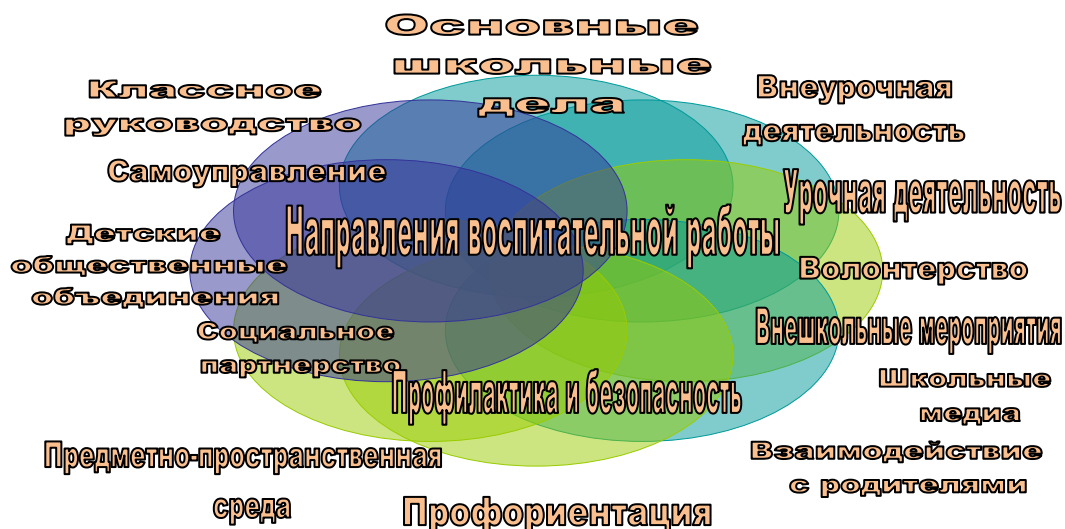 Основные
школьные
дела
Классное
руководство
Внеурочная
деятельность
Самоуправление
Урочная деятельность
Направления воспитательной работы
Детские
общественные
объединения
Волонтерство
Социальное
партнерство
Внешкольные мероприятия
Профилактика и безопасность
Школьные
медиа
Предметно-пространственная
среда
Взаимодействие
с родителями
Профориентация